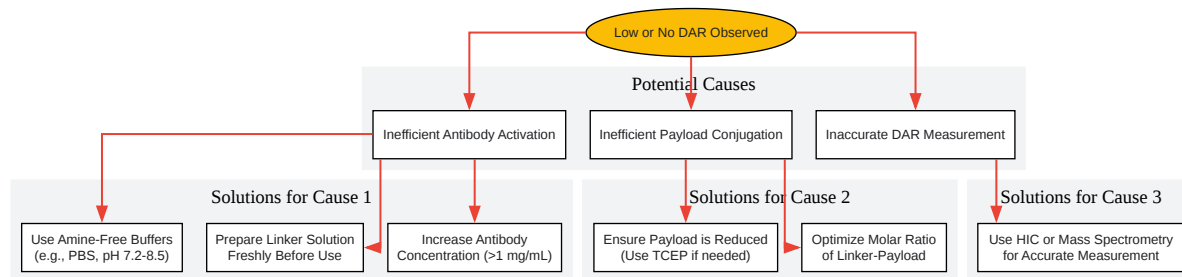 Low or No DAR Observed
Potential Causes
Inefficient Antibody Activation
Inefficient Payload Conjugation
Inaccurate DAR Measurement
Solutions for Cause 1
Solutions for Cause 2
Solutions for Cause 3
Use Amine-Free Buffers
(e.g., PBS, pH 7.2-8.5)
Prepare Linker Solution
Freshly Before Use
Increase Antibody
Concentration (>1 mg/mL)
Ensure Payload is Reduced
(Use TCEP if needed)
Optimize Molar Ratio
of Linker-Payload
Use HIC or Mass Spectrometry
for Accurate Measurement